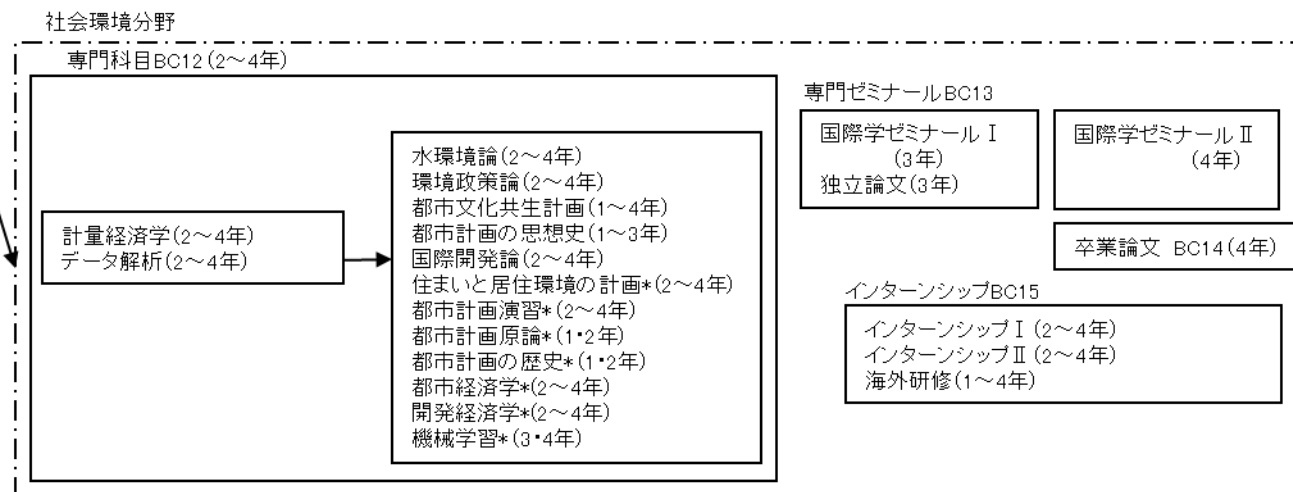 社会環境分野
専門科目BC12(2～4年)
計量経済学(2～4年)
データ解析(2～4年)
水環境論(2～4年)
環境政策論(2～4年)
都市文化共生計画(1～4年)
都市計画の思想史(1～3年)
国際開発論(2～4年)
住まいと居住環境の計画*(2～4年)
都市計画演習*(2～4年)
都市計画原論*(1・2年)
都市計画の歴史*(1・2年)
都市経済学*(2～4年)
開発経済学*(2～4年)
機械学習*(3・4年)
専門ゼミナールBC13
国際学ゼミナールⅠ
(3年)
独立論文(3年)
国際学ゼミナールⅡ
(4年)
卒業論文 BC14(4年)
インターンシップBC15
インターンシップⅠ(2～4年)
インターンシップⅡ(2～4年)
海外研修(1～4年)